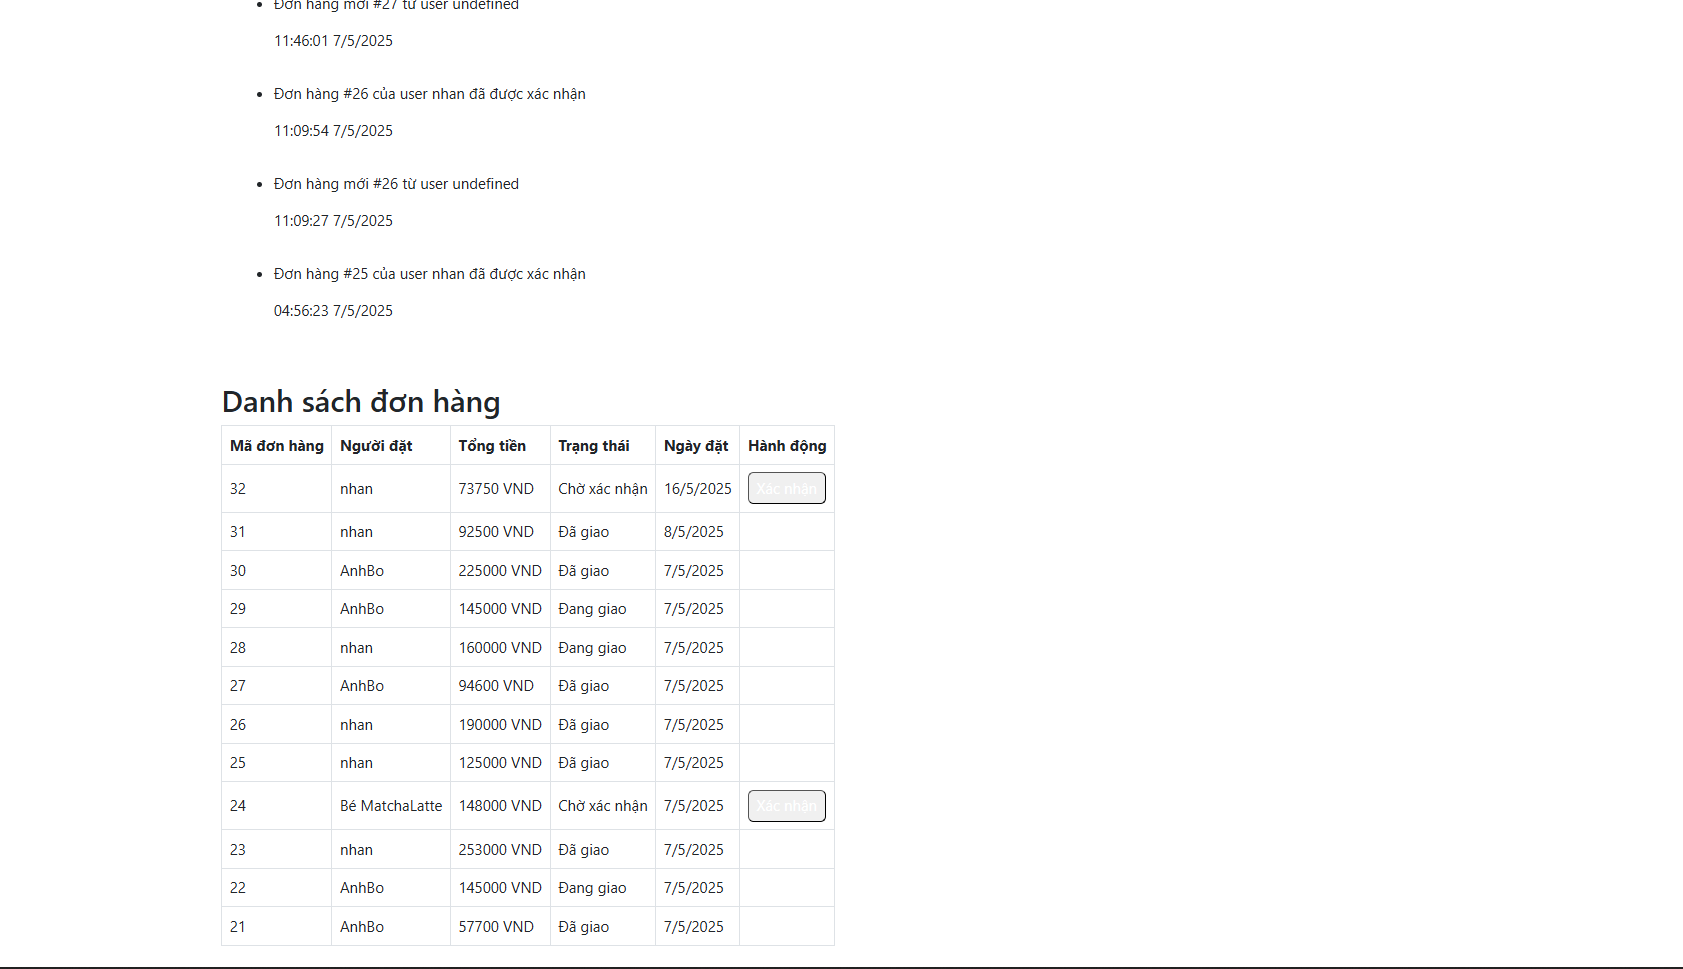 Đơn hàng mới #27 từ user undefined
11:46:01 7/5/2025
Đơn hàng #26 của user nhan đã được xác nhận
11:09:54 7/5/2025
Đơn hàng mới #26 từ user undefined
11:09:27 7/5/2025
Đơn hàng #25 của user nhan đã được xác nhận
04:56:23 7/5/2025
Danh sách đơn hàng
Mã đơn hàng Người đặt Tổng tiền Trạng thái Ngày đặt Hành động
32 nhan 73750 VND Chờ xác nhận 16/5/2025 Xác nhận
31 nhan 92500 VND Đã giao 8/5/2025
30 AnhBo 225000 VND Đã giao 7/5/2025
29 AnhBo 145000 VND Đang giao 7/5/2025
28 nhan 160000 VND Đang giao 7/5/2025
27 AnhBo 94600 VND Đã giao 7/5/2025
26 nhan 190000 VND Đã giao 7/5/2025
25 nhan 125000 VND Đã giao 7/5/2025
24 Bé MatchaLatte 148000 VND Chờ xác nhận 7/5/2025 Xác nhận
23 nhan 253000 VND Đã giao 7/5/2025
22 AnhBo 145000 VND Đang giao 7/5/2025
21 AnhBo 57700 VND Đã giao 7/5/2025